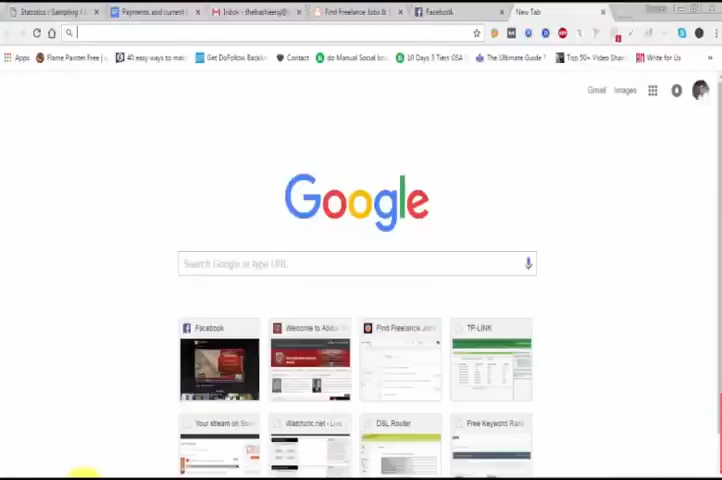 Statistics / Sampling /
Payments and current
Inbox - thebasheerg@
Find Freelance Jobs &
Facebook
New Tab
Apps
Flame Painter Free
40 easy ways to ma
Get DoFollow Backlin
Contact
do Manual Social bo
10 Days 3 Tiers GSA
The Ultimate Guide
Top 50+ Video Shar
Write for Us
Gmail
Images
Google
Search Google or type URL
Facebook
Welcome to
Find Freelance Jobs
TP-LINK
Your stream on
Watchcric.net - Live
DSL Router
Free Keyword Rank